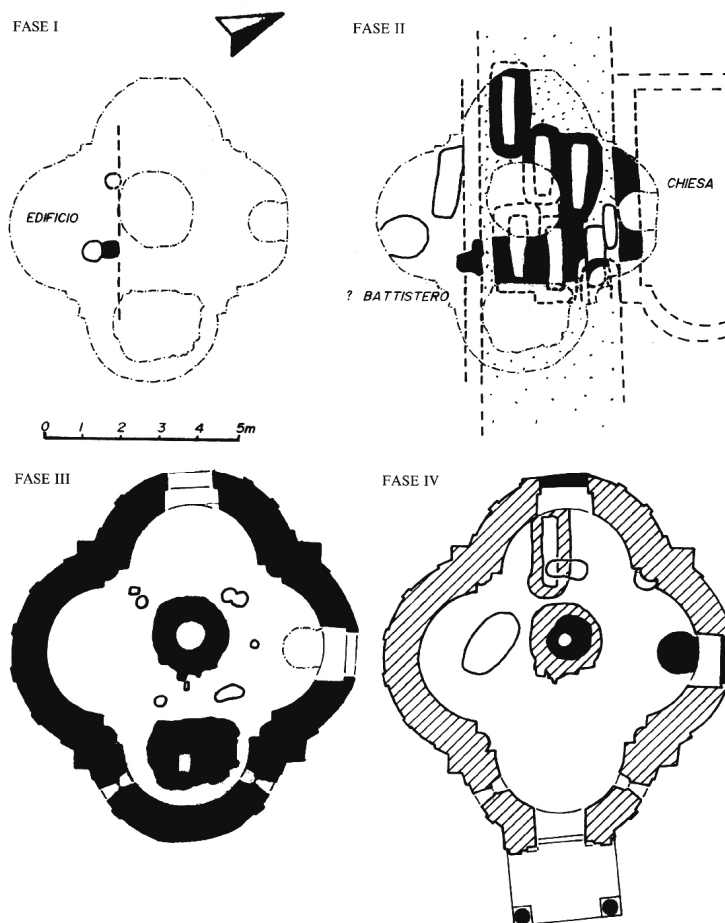 FASE I
FASE II
EDIFICIO
CHIESA
? BATTISTERO
0 1 2 3 4 5m
FASE III
FASE IV